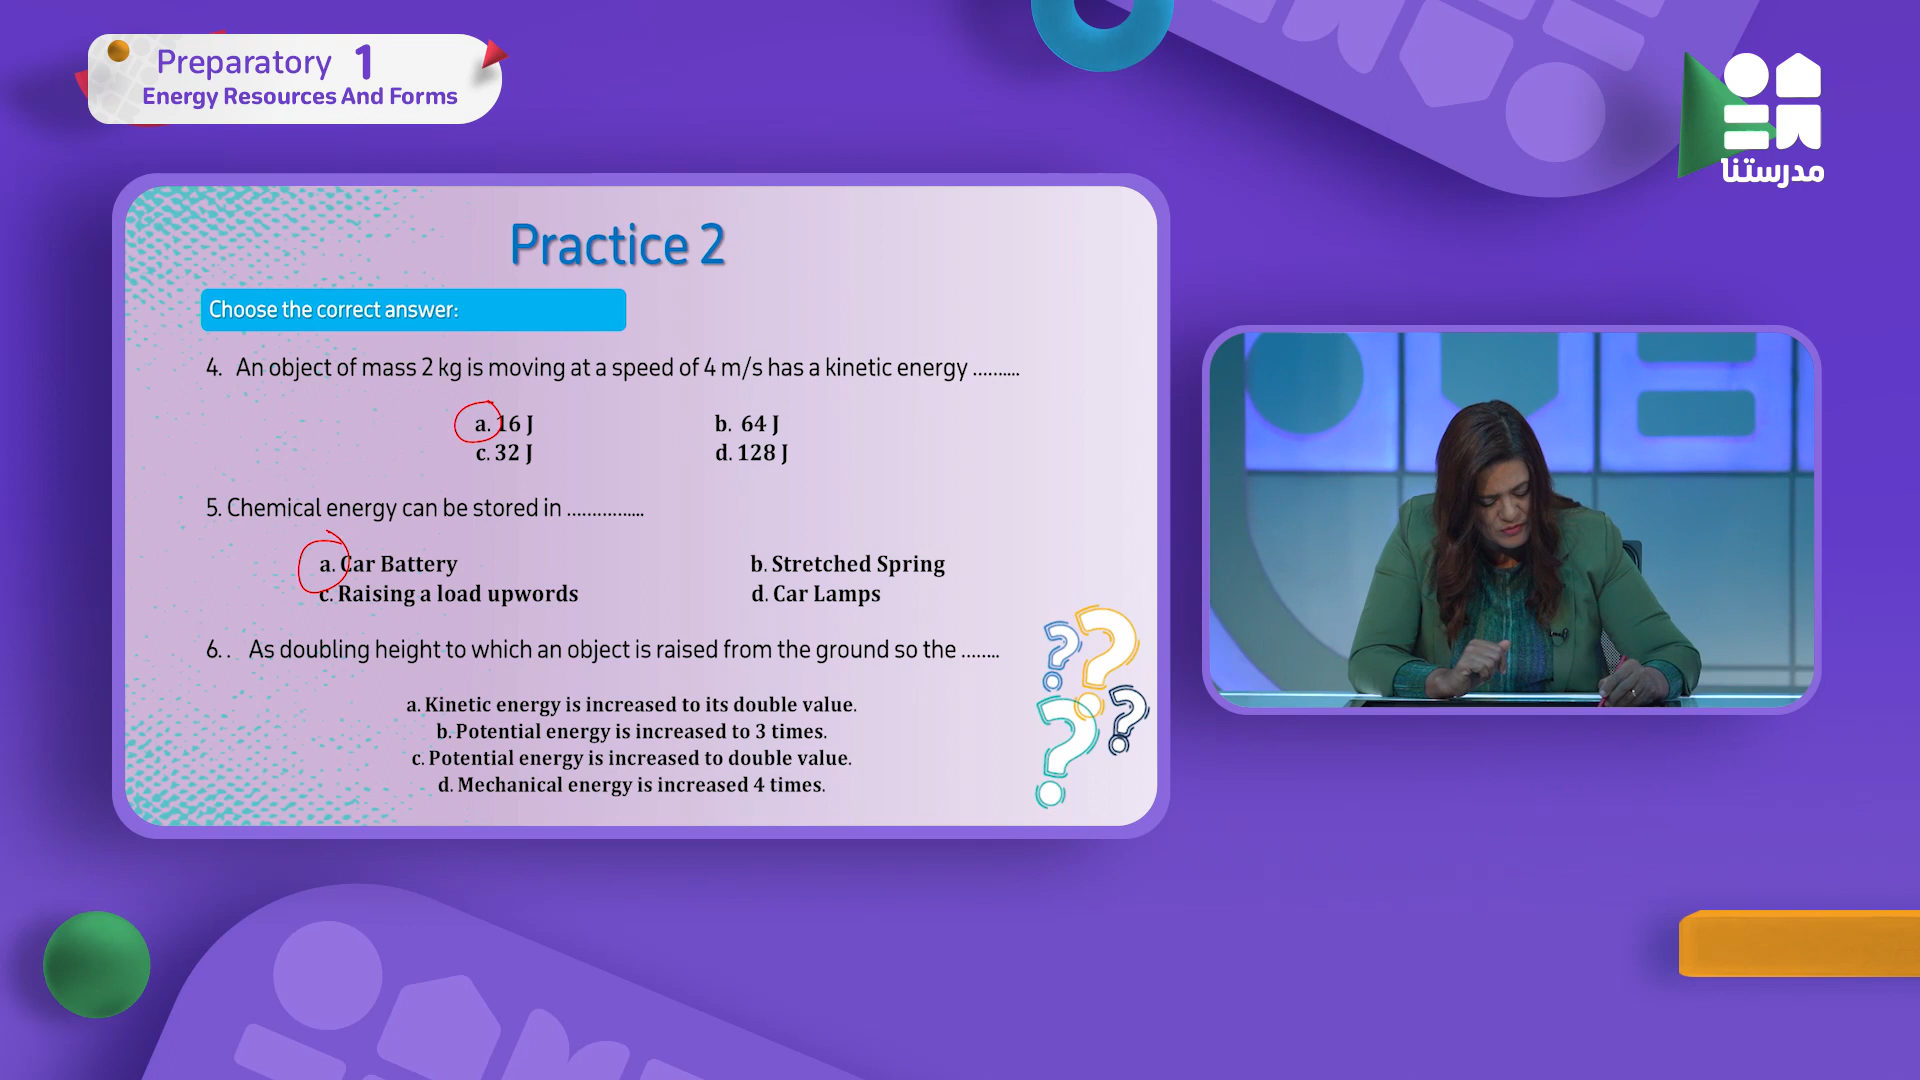 Preparatory 1
Energy Resources And Forms
مدرستنا
Practice 2
Choose the correct answer:
4. An object of mass 2 kg is moving at a speed of 4 m/s has a kinetic energy ..........
a. 16 J b. 64 J
c. 32 J d. 128 J
5. Chemical energy can be stored in ...............
a. Car Battery b. Stretched Spring
c. Raising a load upwords d. Car Lamps
6. . As doubling height to which an object is raised from the ground so the ........
a. Kinetic energy is increased to its double value.
b. Potential energy is increased to 3 times.
c. Potential energy is increased to double value.
d. Mechanical energy is increased 4 times.